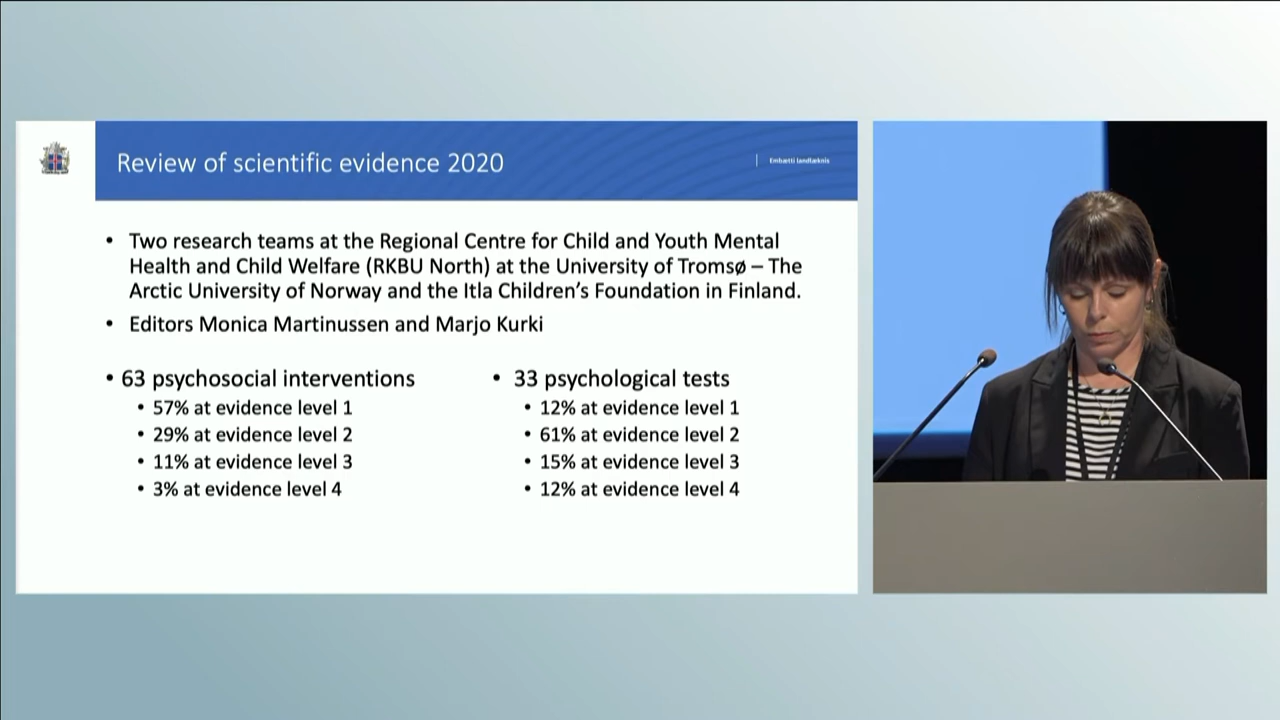 Review of scientific evidence 2020
Embætti landlæknis
• Two research teams at the Regional Centre for Child and Youth Mental
Health and Child Welfare (RKBU North) at the University of Tromsø – The
Arctic University of Norway and the Itla Children’s Foundation in Finland.
• Editors Monica Martinussen and Marjo Kurki
• 63 psychosocial interventions
• 57% at evidence level 1
• 29% at evidence level 2
• 11% at evidence level 3
• 3% at evidence level 4
• 33 psychological tests
• 12% at evidence level 1
• 61% at evidence level 2
• 15% at evidence level 3
• 12% at evidence level 4